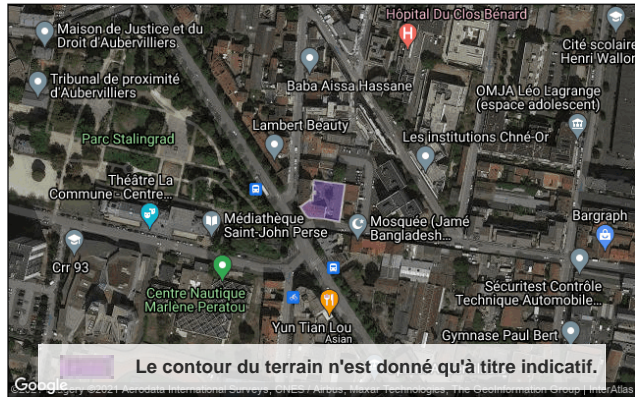 Hôpital Du Clos Bénard
Maison de Justice et du
Droit d'Aubervilliers
Cité scolaire
Henri Wallon
Tribunal de proximité
d'Aubervilliers
Baba Aissa Hassane
OMJA Léo Lagrange
(espace adolescent)
Lambert Beauty
Parc Stalingrad
Les institutions Chné-Or
Théâtre La
Commune - Centre...
Médiathèque
Saint-John Perse
Mosquée (Jamé
Bangladesh...
Bargraph
Crr 93
Centre Nautique
Marlène Peratou
Sécuritest Contrôle
Technique Automobile...
Yun Tian Lou
Asian
Gymnase Paul Bert
Le contour du terrain n'est donné qu'à titre indicatif.
Google
©2021 Aerodata International Surveys, CNES / Airbus, Maxar Technologies, The GeoInformation Group | InterAtlas